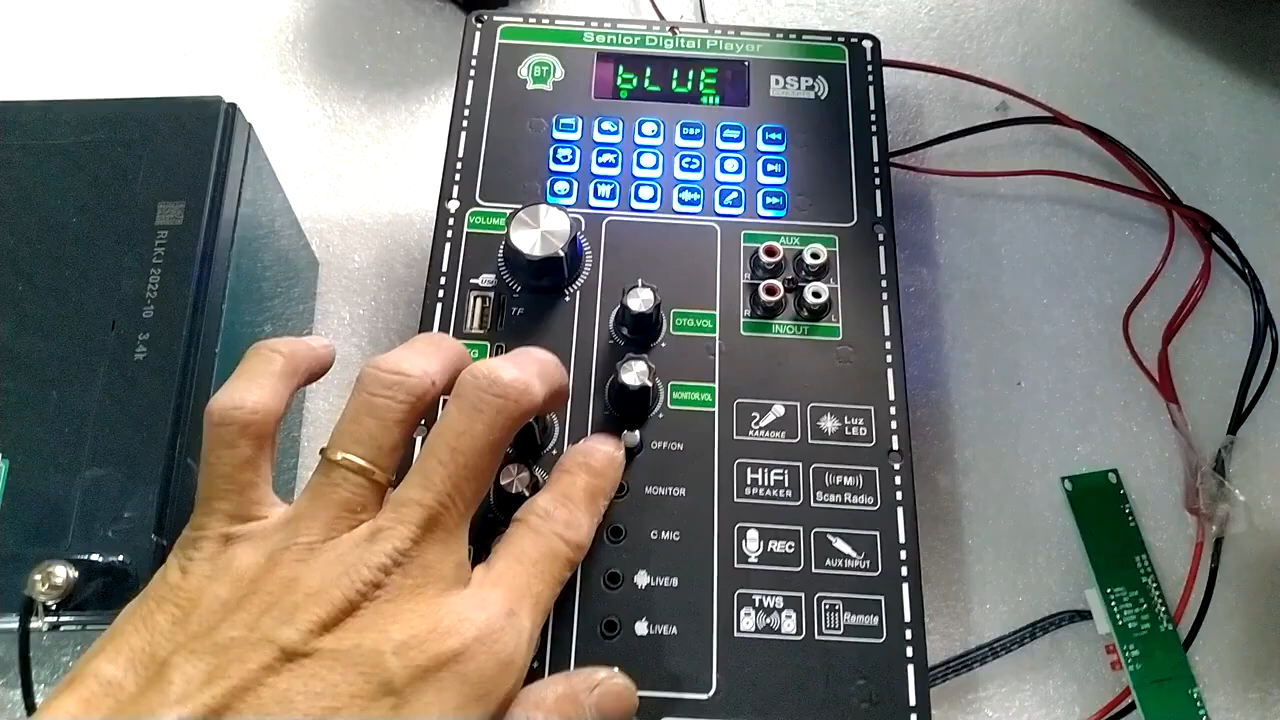 Senior Digital Player
BT
bLUE
DSP
DSP
VOLUME
USB
TF
AUX
R
L
R
L
IN/OUT
OTG.VOL
MONITOR.VOL
OFF/ON
MONITOR
C.MIC
LIVE/B
LIVE/A
KARAOKE
Luz
LED
HiFi
SPEAKER
((FM))
Scan Radio
REC
AUX INPUT
TWS
Remote
RLKJ 2022-10 3.4k